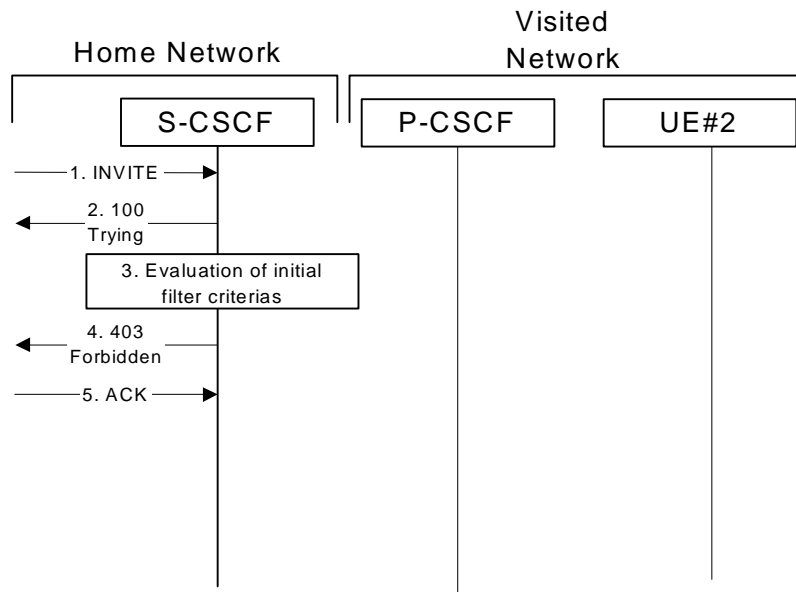 Home Network
Visited
Network
S-CSCF
P-CSCF
UE#2
1. INVITE
2. 100
Trying
3. Evaluation of initial
filter criterias
4. 403
Forbidden
5. ACK